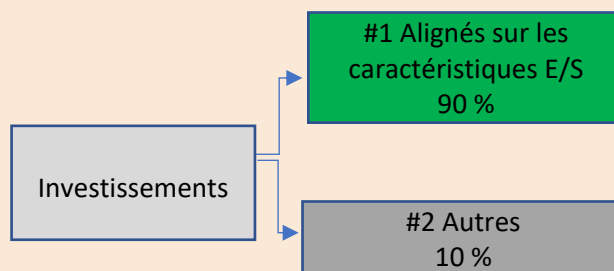 #1 Alignés sur les
caractéristiques E/S
90 %
Investissements
#2 Autres
10 %